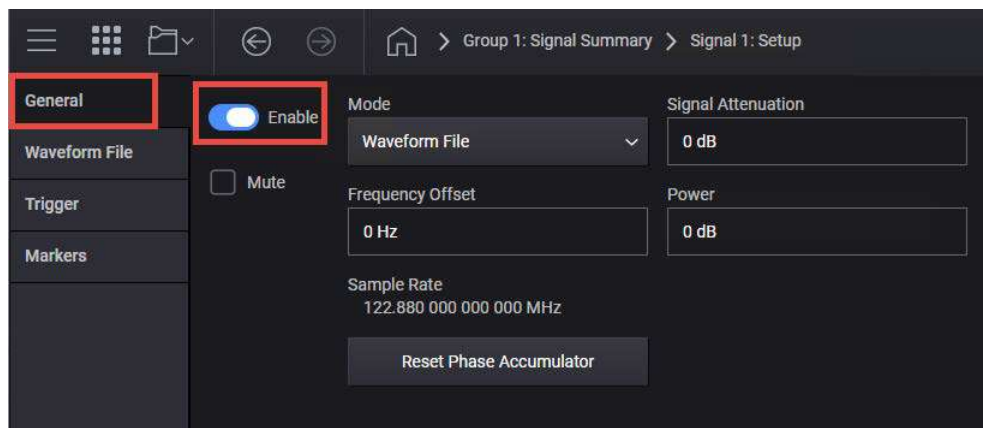 Group 1: Signal Summary
Signal 1: Setup
General
Waveform File
Trigger
Markers
Enable
Mute
Mode
Waveform File
Signal Attenuation
0 dB
Frequency Offset
0 Hz
Power
0 dB
Sample Rate
122.880 000 000 000 MHz
Reset Phase Accumulator